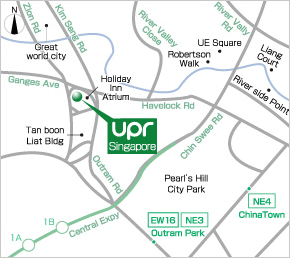 N
Zion Rd
Kim Seng Rd
River Valley
Close
River Vally
Rd
Great
world city
UE Square
Robertson
Walk
Liang
Court
Ganges Ave
Holiday
Inn
Atrium
Havelock Rd
River side Point
upr
Singapore
Tan boon
Liat Bldg
Chin Swee Rd
Outram Rd
Pearl's Hill
City Park
NE4
ChinaTown
1B
Central Expy
EW16
NE3
Outram Park
1A